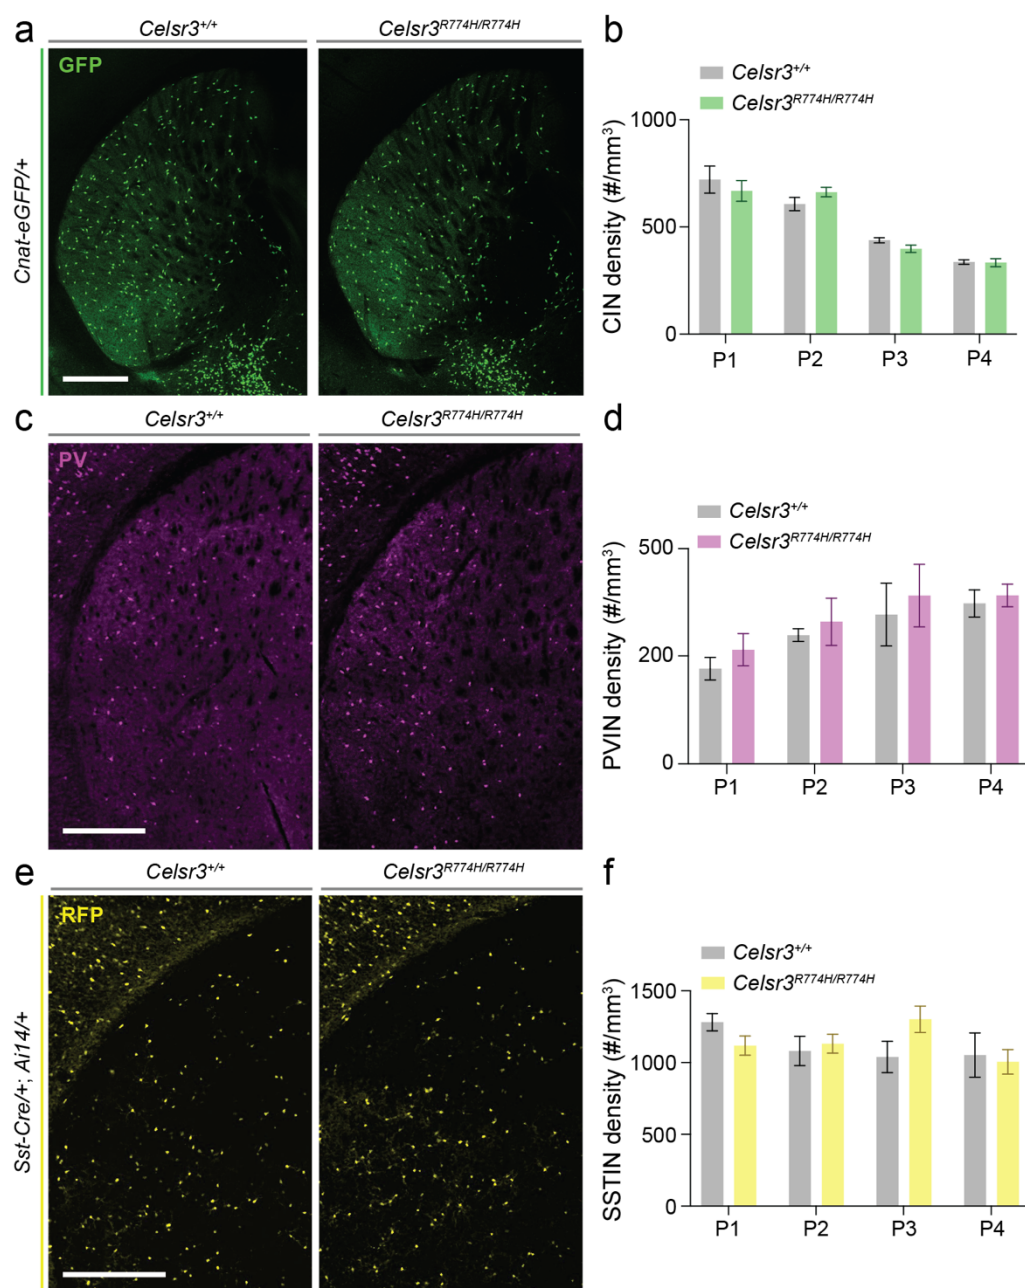 a
Celsr3+/+
Celsr3R774H/R774H
GFP
Cnat-eGFP/+
b
Celsr3+/+
Celsr3R774H/R774H
CIN density (#/mm3)
1000
500
0
P1 P2 P3 P4
c
Celsr3+/+
Celsr3R774H/R774H
PV
d
Celsr3+/+
Celsr3R774H/R774H
PVIN density (#/mm3)
500
200
0
P1 P2 P3 P4
e
Celsr3+/+
Celsr3R774H/R774H
RFP
Sst-Cre/+; Ai14/+
f
Celsr3+/+
Celsr3R774H/R774H
SSTIN density (#/mm3)
1500
1000
500
0
P1 P2 P3 P4